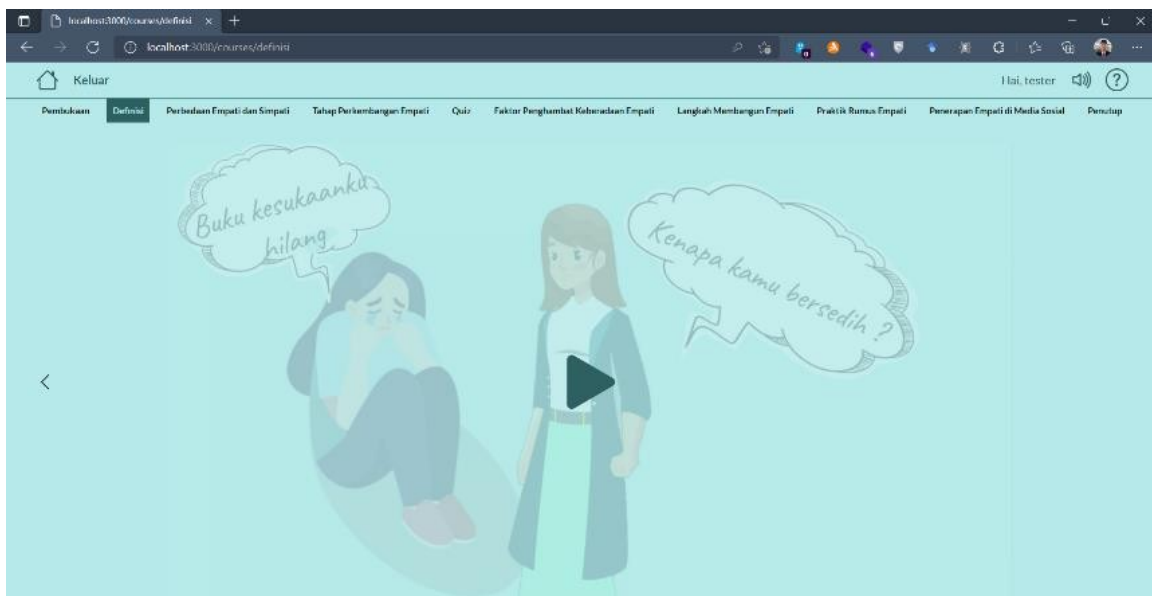 localhost:3000/courses/definisi
localhost:3000/courses/definisi
Keluar
Hai, tester
?
Pembukaan Definisi Perbedaan Empati dan Simpati Tahap Perkembangan Empati Quiz Faktor Penghambat Keberadaan Empati Langkah Membangun Empati Praktik Rumus Empati Penerapan Empati di Media Sosial Penutup
Buku kesukaanku
hilang
Kenapa kamu bersedih ?